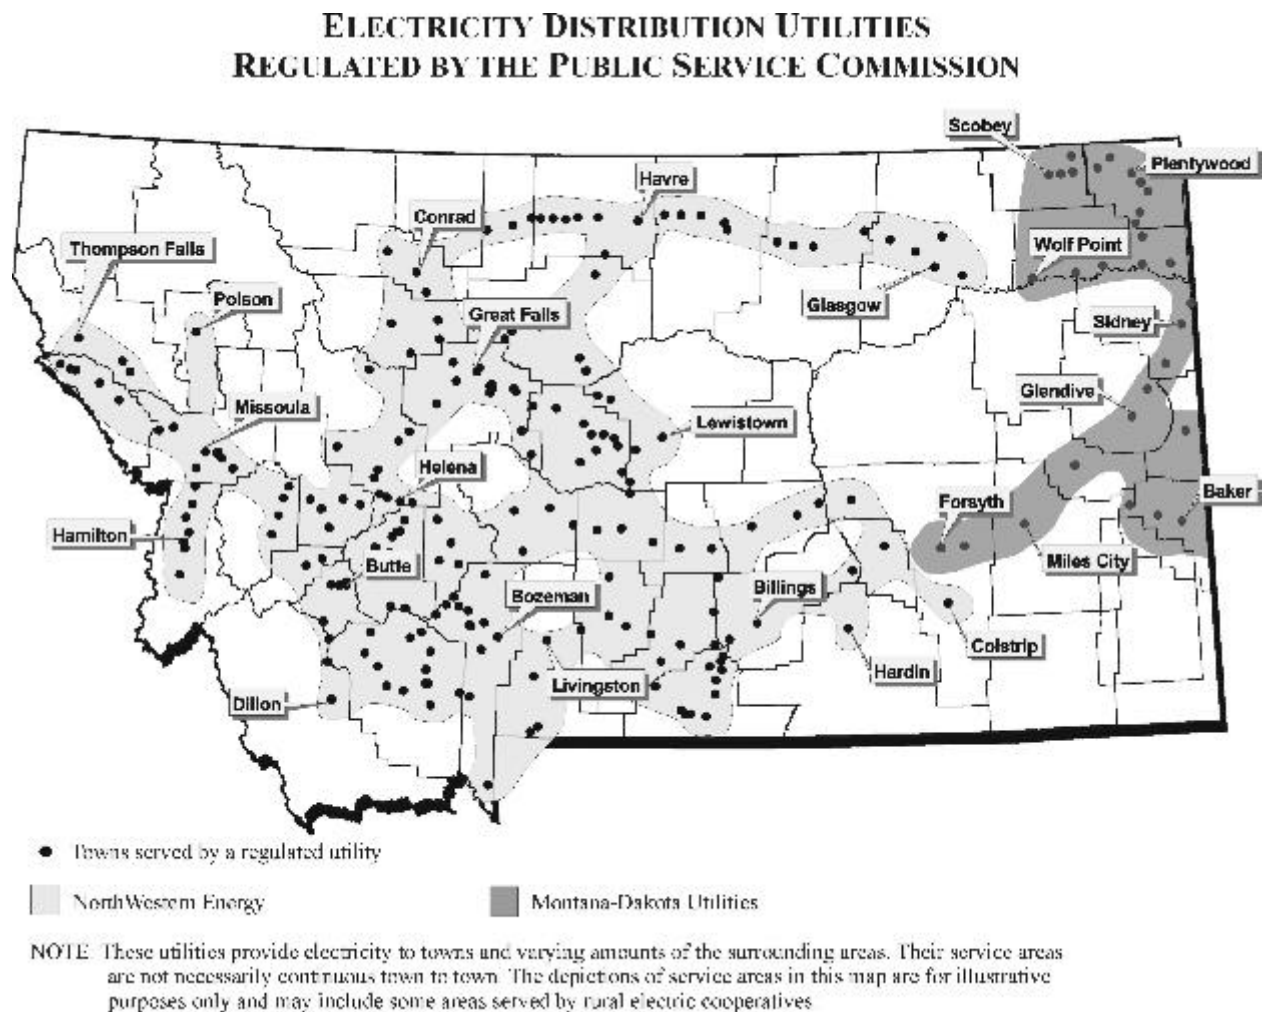 ELECTRICITY DISTRIBUTION UTILITIES
REGULATED BY THE PUBLIC SERVICE COMMISSION
Scobey
Plentywood
Havre
Conrad
Thompson Falls
Wolf Point
Polson
Glasgow
Great Falls
Sidney
Glendive
Missoula
Lewistown
Helena
Baker
Forsyth
Hamilton
Butte
Miles City
Billings
Bozeman
Colstrip
Hardin
Livingston
Dillon
Towns served by a regulated utility
NorthWestern Energy
Montana-Dakota Utilities
NOTE These utilities provide electricity to towns and varying amounts of the surrounding areas. Their service areas
are not necessarily continuous town to town. The depictions of service areas in this map are for illustrative
purposes only and may include some areas served by rural electric cooperatives